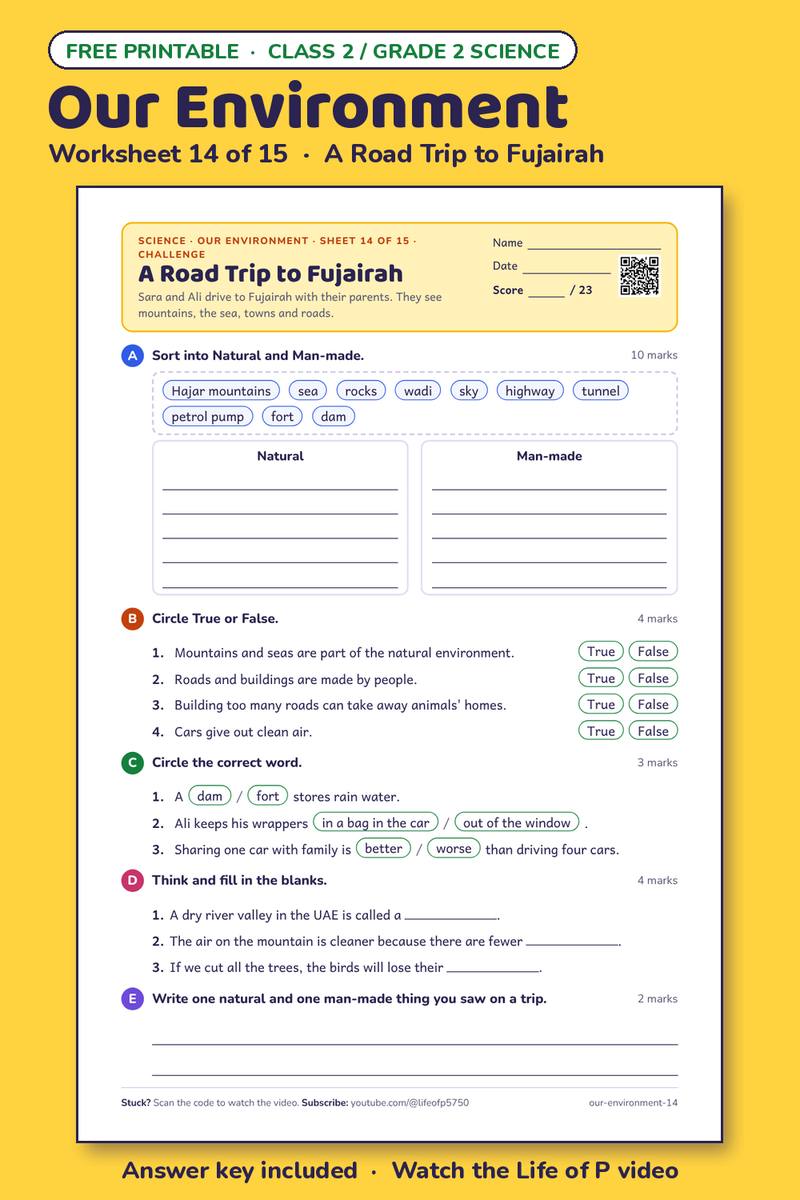 FREE PRINTABLE · CLASS 2 / GRADE 2 SCIENCE
Our Environment
Worksheet 14 of 15 · A Road Trip to Fujairah
SCIENCE · OUR ENVIRONMENT · SHEET 14 OF 15 ·
CHALLENGE
A Road Trip to Fujairah
Sara and Ali drive to Fujairah with their parents. They see
mountains, the sea, towns and roads.
Name ____________________
Date ______________
Score ______ / 23
A Sort into Natural and Man-made. 10 marks
Hajar mountains sea rocks wadi sky highway tunnel
petrol pump fort dam
Natural Man-made
B Circle True or False. 4 marks
1. Mountains and seas are part of the natural environment. True False
2. Roads and buildings are made by people. True False
3. Building too many roads can take away animals' homes. True False
4. Cars give out clean air. True False
C Circle the correct word. 3 marks
1. A dam / fort stores rain water.
2. Ali keeps his wrappers in a bag in the car / out of the window .
3. Sharing one car with family is better / worse than driving four cars.
D Think and fill in the blanks. 4 marks
1. A dry river valley in the UAE is called a ______________.
2. The air on the mountain is cleaner because there are fewer ______________.
3. If we cut all the trees, the birds will lose their ______________.
E Write one natural and one man-made thing you saw on a trip. 2 marks
Stuck? Scan the code to watch the video. Subscribe: youtube.com/@lifeofp5750 our-environment-14
Answer key included · Watch the Life of P video